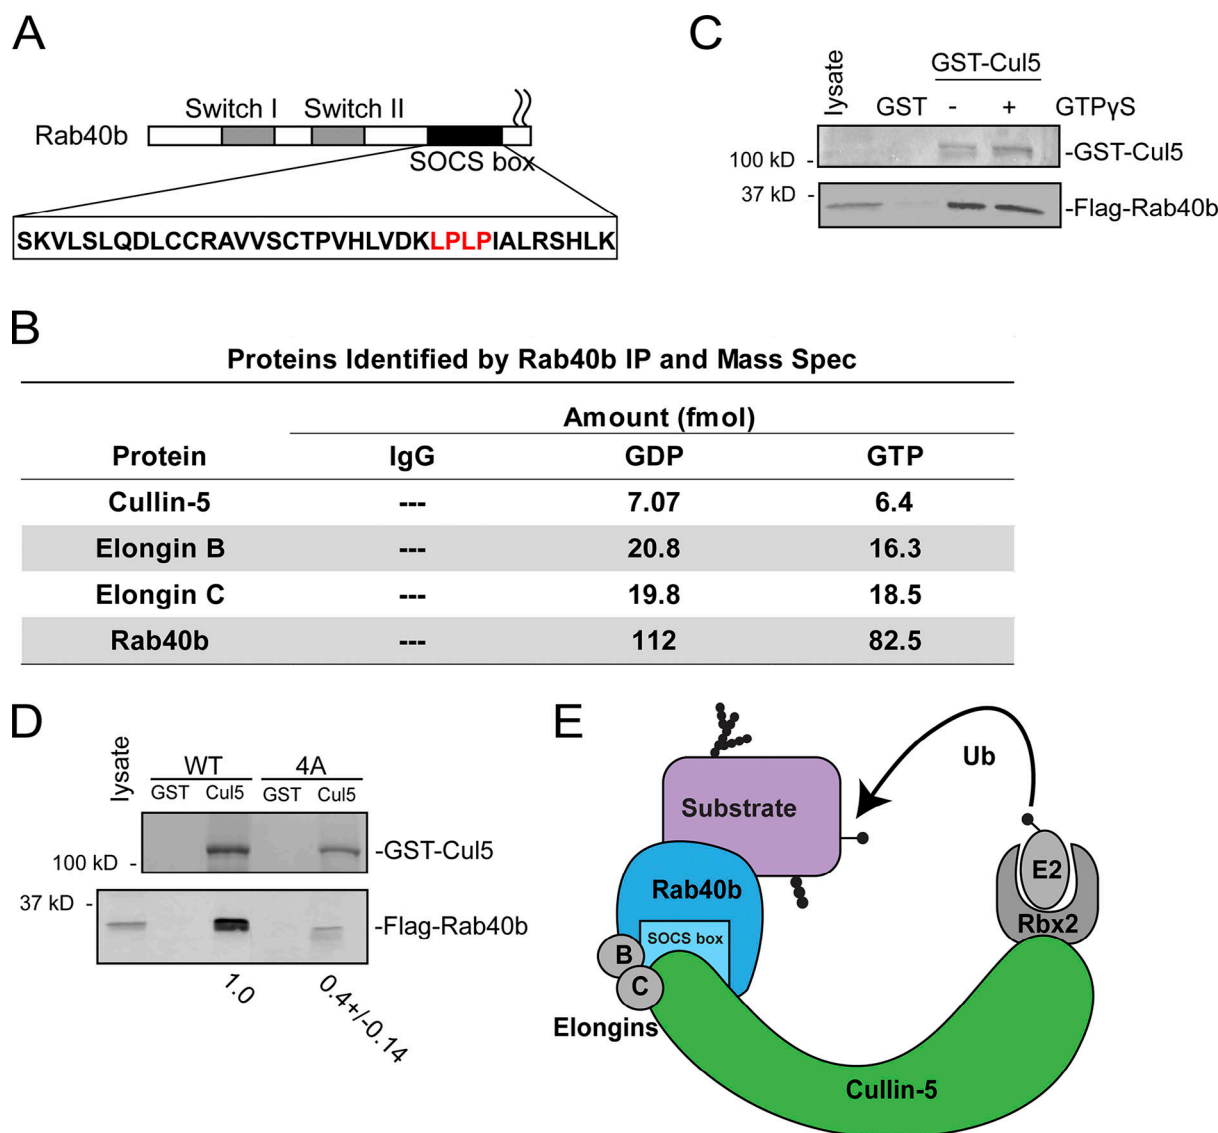 A
Switch I Switch II
Rab40b
SOCS box
SKVLSLQDLCCRAVVSCTPVHLVDKLPLPIALRSHLK
C
lysate
GST-Cul5
GST - + GTPγS
100 kD - -GST-Cul5
37 kD - -Flag-Rab40b
B
Proteins Identified by Rab40b IP and Mass Spec
Amount (fmol)
Protein IgG GDP GTP
Cullin-5 --- 7.07 6.4
Elongin B --- 20.8 16.3
Elongin C --- 19.8 18.5
Rab40b --- 112 82.5
D
lysate
WT 4A
GST Cul5 GST Cul5
-GST-Cul5
100 kD -
37 kD -
-Flag-Rab40b
1.0 0.4+/-0.14
E
Ub
Substrate
E2
Rab40b
Rbx2
SOCS box
B
C
Elongins
Cullin-5